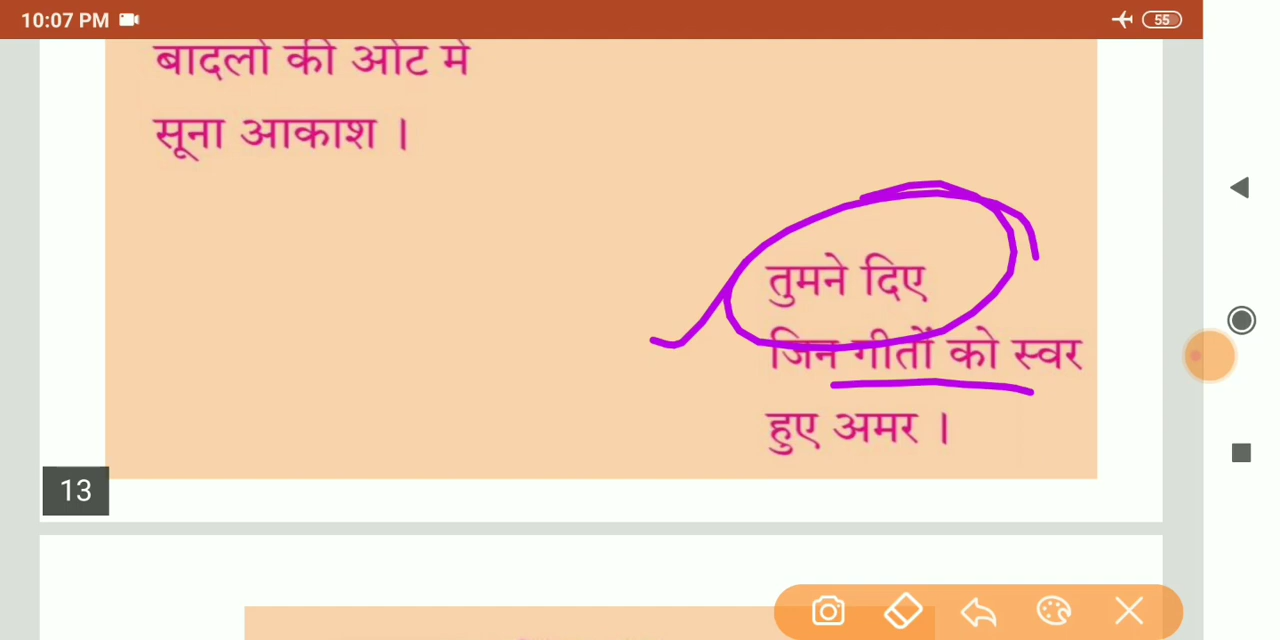 10:07 PM
55
बादलों की ओट में
सूना आकाश ।
तुमने दिए
जिन गीतों को स्वर
हुए अमर ।
13